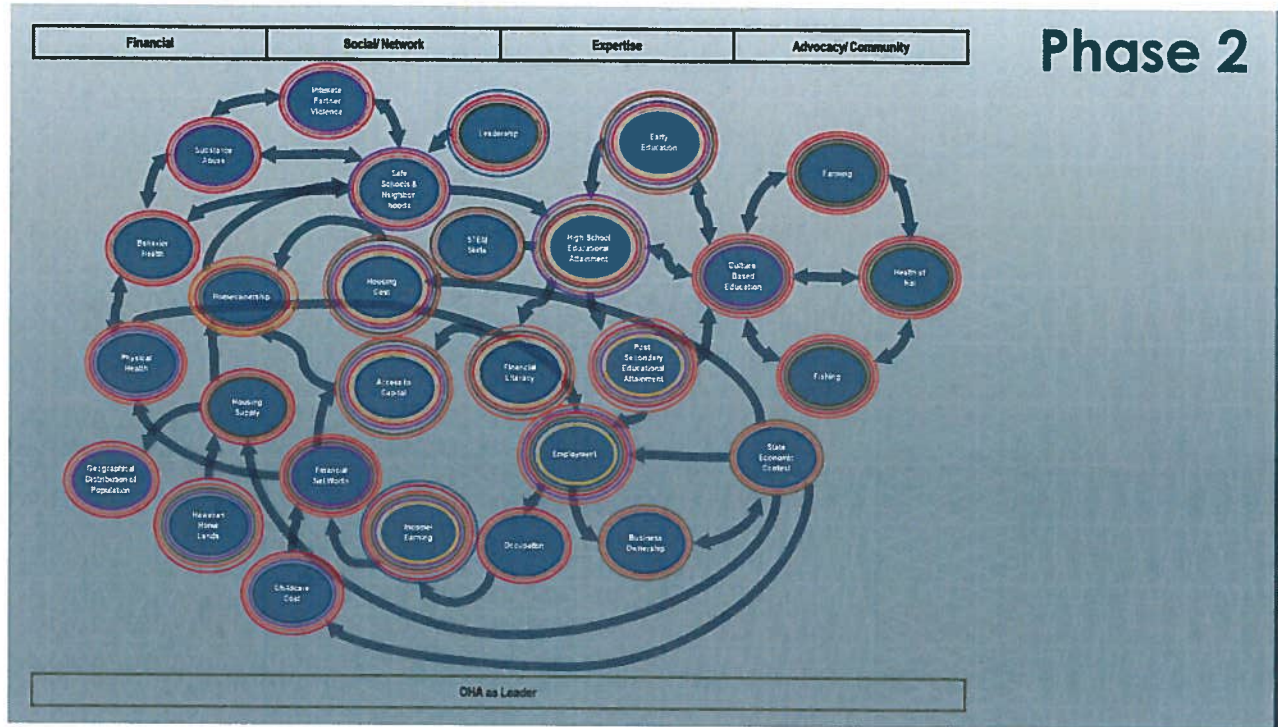 Financial
Social/ Network
Expertise
Advocacy/ Community
Phase 2
Intimate
Partner
Violence
Leadership
Early
Education
Substance
Abuse
Safe
Schools &
Neighbor
hoods
Farming
Behavior
Health
STEM
Skills
High School
Educational
Attainment
Culture
Based
Education
Health of
Homeownership
Housing
Cost
Physical
Health
Access to
Capital
Financial
Literacy
Post
Secondary
Educational
Attainment
Fishing
Housing
Supply
Employment
State
Economic
Context
Geographical
Distribution of
Population
Financial
Net Worth
Hawaiian
Home
Lands
Income/
Earning
Occupation
Business
Ownership
Childcare
Cost
OHA as Leader